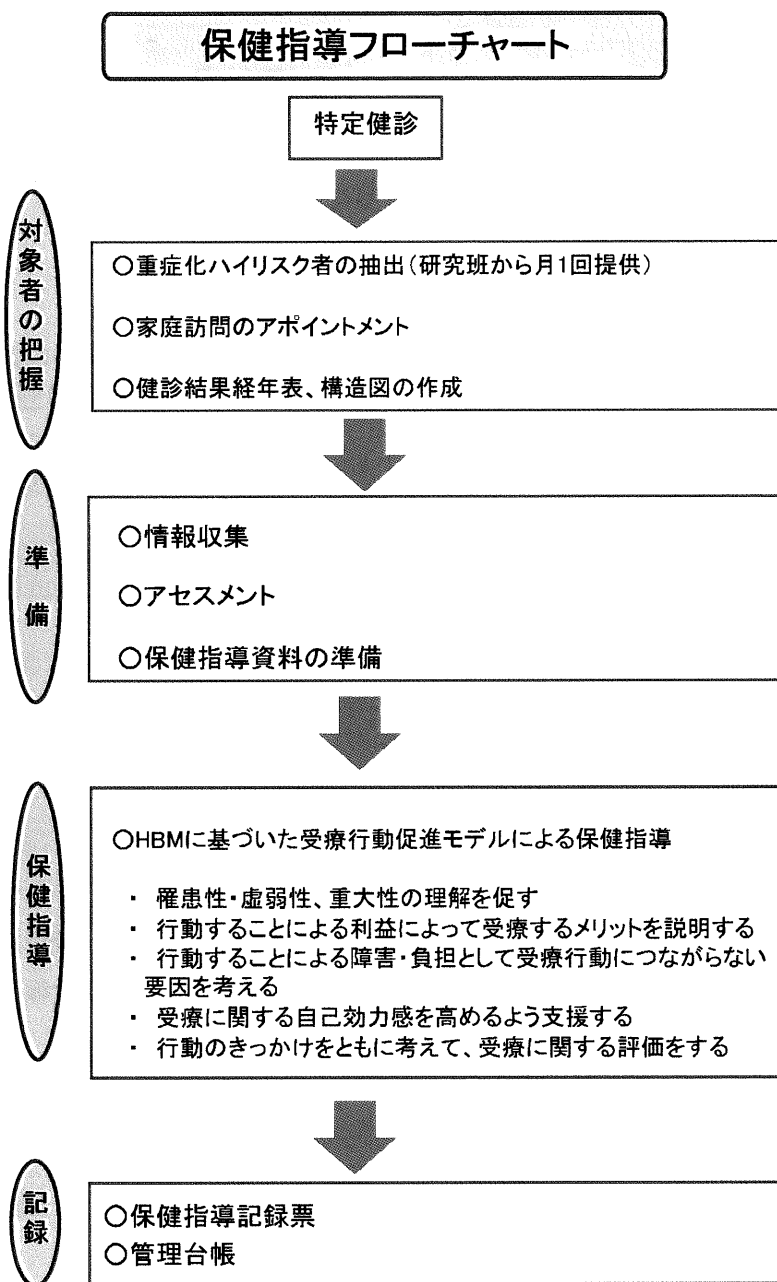 保健指導フローチャート
特定健診
対象者の把握
○重症化ハイリスク者の抽出(研究班から月1回提供)
○家庭訪問のアポイントメント
○健診結果経年表、構造図の作成
準備
○情報収集
○アセスメント
○保健指導資料の準備
保健指導
○HBMに基づいた受療行動促進モデルによる保健指導
・ 罹患性・虚弱性、重大性の理解を促す
・ 行動することによる利益によって受療するメリットを説明する
・ 行動することによる障害・負担として受療行動につながらない
要因を考える
・ 受療に関する自己効力感を高めるよう支援する
・ 行動のきっかけをともに考えて、受療に関する評価をする
記録
○保健指導記録票
○管理台帳